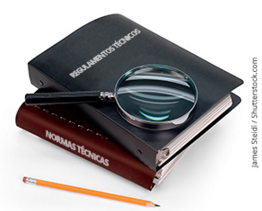 REGULAMENTOS TÉCNICOS
NORMAS TÉCNICAS
James Steidl / Shutterstock.com